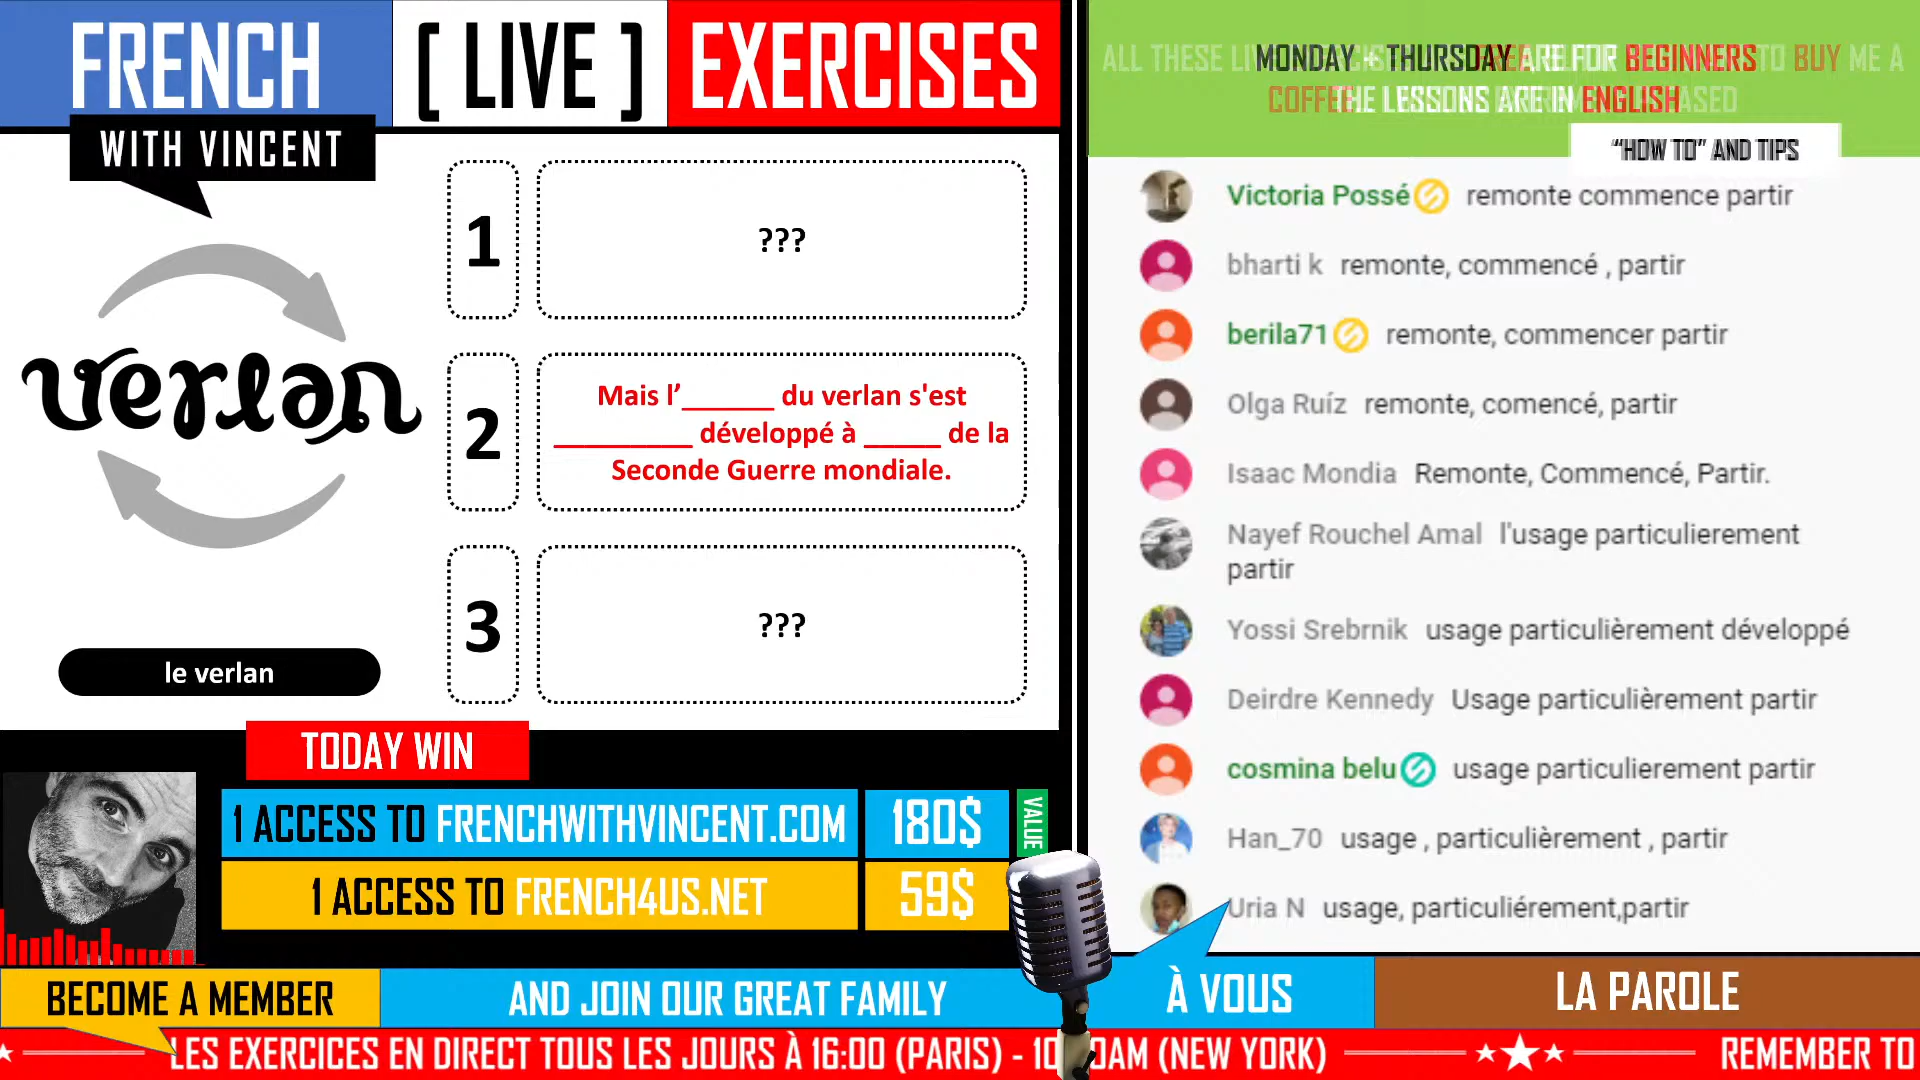 FRENCH [ LIVE ] EXERCISES
WITH VINCENT
verlan
le verlan
1
???
2
Mais l’______ du verlan s'est
_________ développé à _____ de la
Seconde Guerre mondiale.
3
???
TODAY WIN
1 ACCESS TO FRENCHWITHVINCENT.COM 180$
VALUE
1 ACCESS TO FRENCH4US.NET 59$
BECOME A MEMBER AND JOIN OUR GREAT FAMILY
MONDAY + THURSDAY ARE FOR BEGINNERS
THE LESSONS ARE IN ENGLISH
“HOW TO” AND TIPS
Victoria Possé remonte commence partir
bharti k remonte, commencé , partir
berila71 remonte, commencer partir
Olga Ruíz remonte, comencé, partir
Isaac Mondia Remonte, Commencé, Partir.
Nayef Rouchel Amal l'usage particulierement
partir
Yossi Srebrnik usage particulièrement développé
Deirdre Kennedy Usage particulièrement partir
cosmina belu usage particulierement partir
Han_70 usage , particulièrement , partir
Uria N usage, particuliérement,partir
À VOUS LA PAROLE
LES EXERCICES EN DIRECT TOUS LES JOURS À 16:00 (PARIS) - (NEW YORK) REMEMBER TO